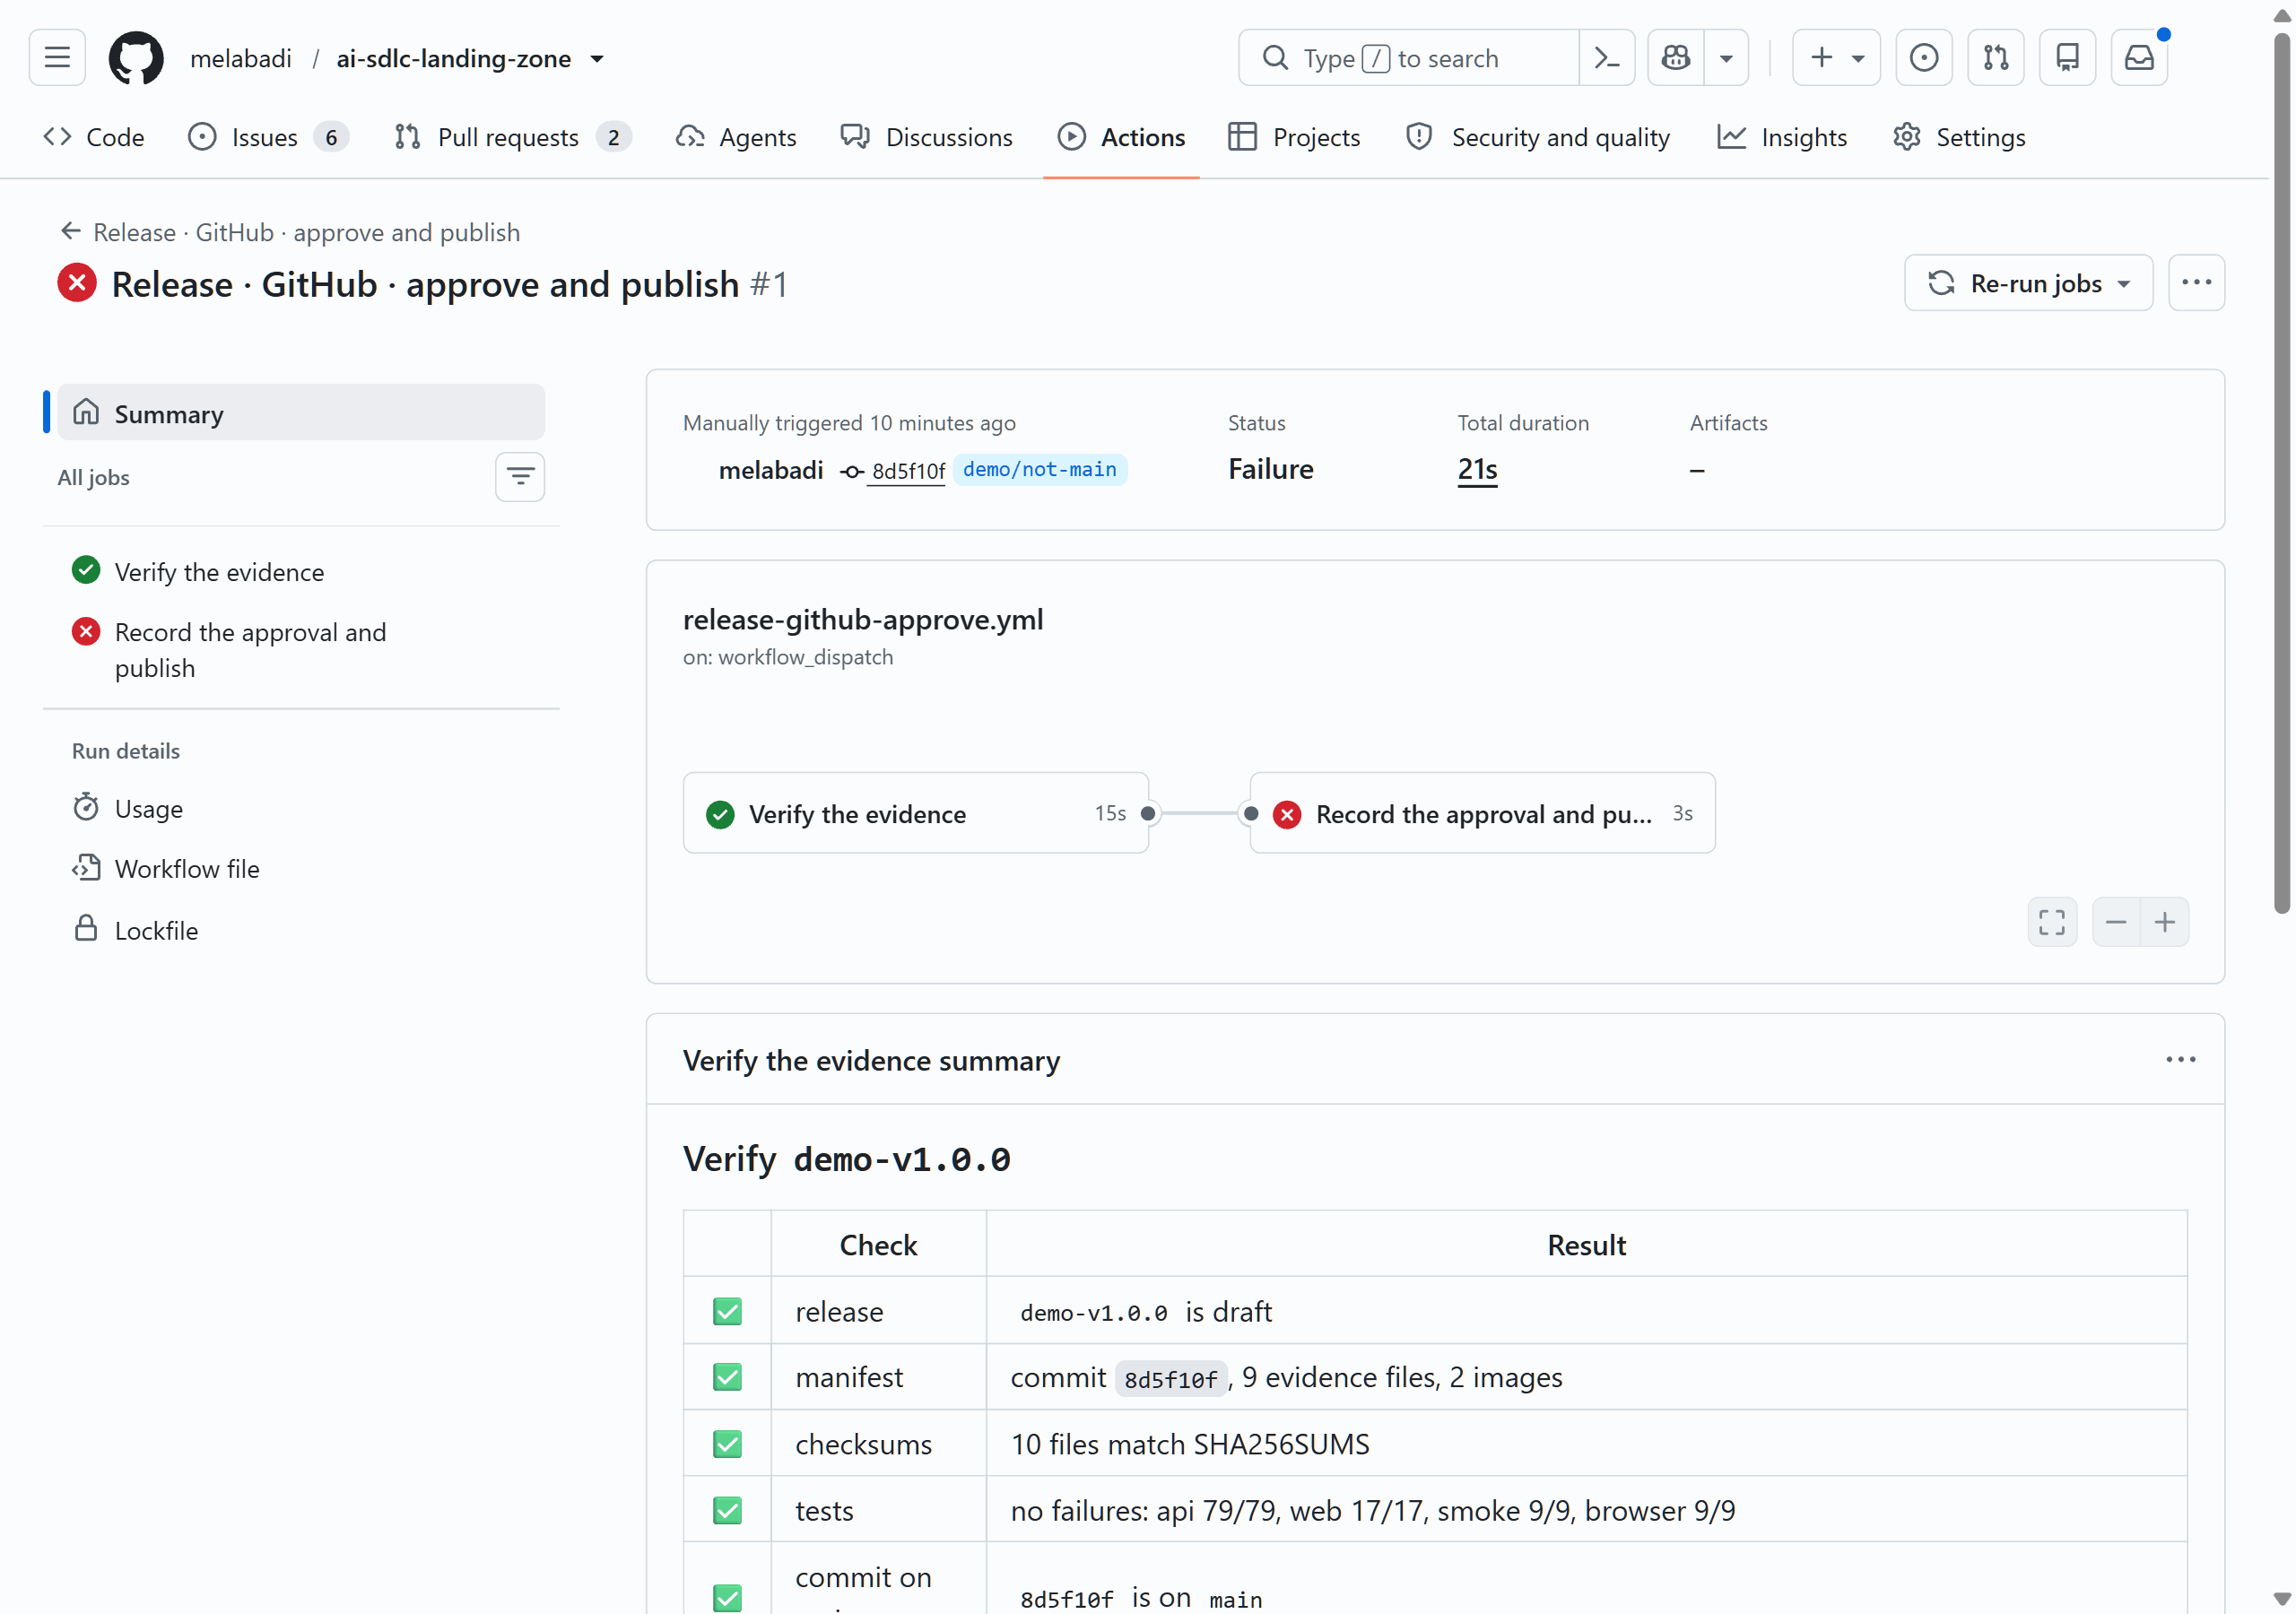 melabadi / ai-sdlc-landing-zone
Type / to search
Code
Issues 6
Pull requests 2
Agents
Discussions
Actions
Projects
Security and quality
Insights
Settings
Release · GitHub · approve and publish
Release · GitHub · approve and publish #1
Re-run jobs
Summary
All jobs
Verify the evidence
Record the approval and
publish
Run details
Usage
Workflow file
Lockfile
Manually triggered 10 minutes ago
melabadi 8d5f10f demo/not-main
Status
Failure
Total duration
21s
Artifacts
–
release-github-approve.yml
on: workflow_dispatch
Verify the evidence 15s
Record the approval and pu... 3s
Verify the evidence summary
Verify demo-v1.0.0
Check Result
release demo-v1.0.0 is draft
manifest commit 8d5f10f, 9 evidence files, 2 images
checksums 10 files match SHA256SUMS
tests no failures: api 79/79, web 17/17, smoke 9/9, browser 9/9
commit on 8d5f10f is on main